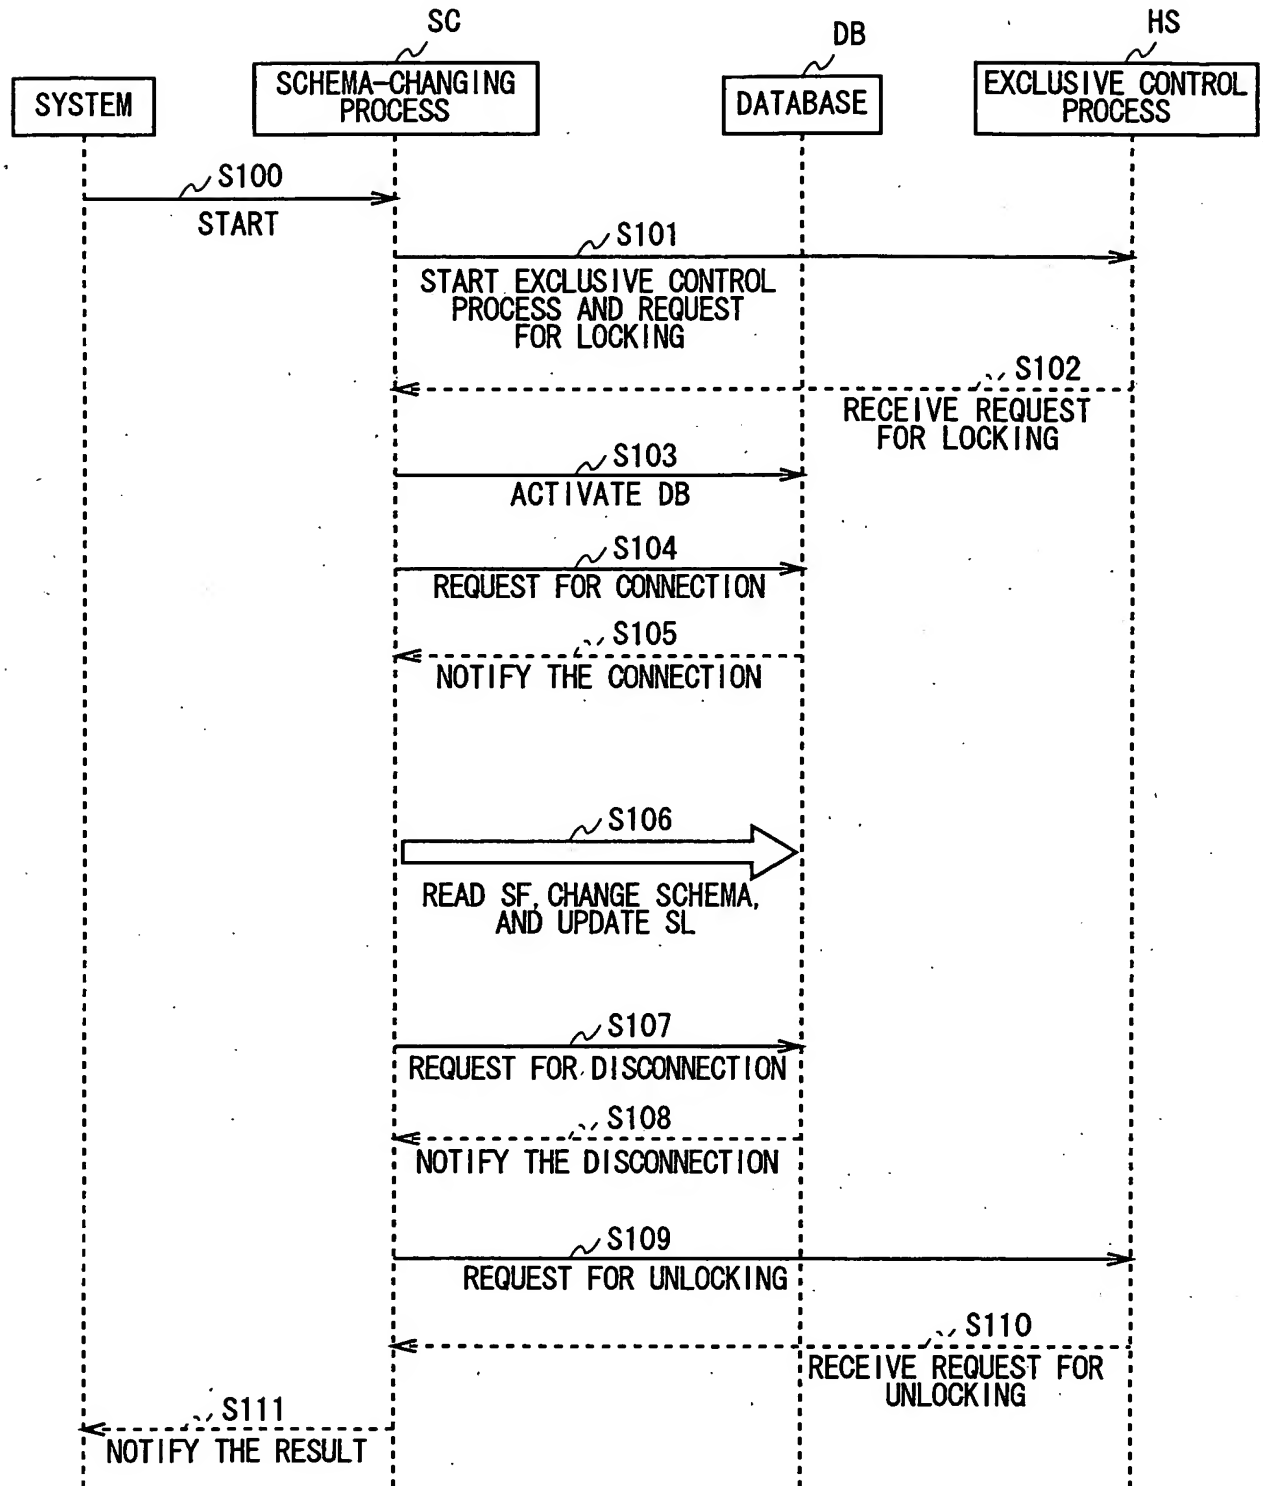 SC
DB
HS
SYSTEM
SCHEMA-CHANGING
PROCESS
DATABASE
EXCLUSIVE CONTROL
PROCESS
S100
START
S101
START EXCLUSIVE CONTROL
PROCESS AND REQUEST
FOR LOCKING
S102
RECEIVE REQUEST
FOR LOCKING
S103
ACTIVATE DB
S104
REQUEST FOR CONNECTION
S105
NOTIFY THE CONNECTION
S106
READ SF, CHANGE SCHEMA,
AND UPDATE SL
S107
REQUEST FOR DISCONNECTION
S108
NOTIFY THE DISCONNECTION
S109
REQUEST FOR UNLOCKING
S110
RECEIVE REQUEST FOR
UNLOCKING
S111
NOTIFY THE RESULT